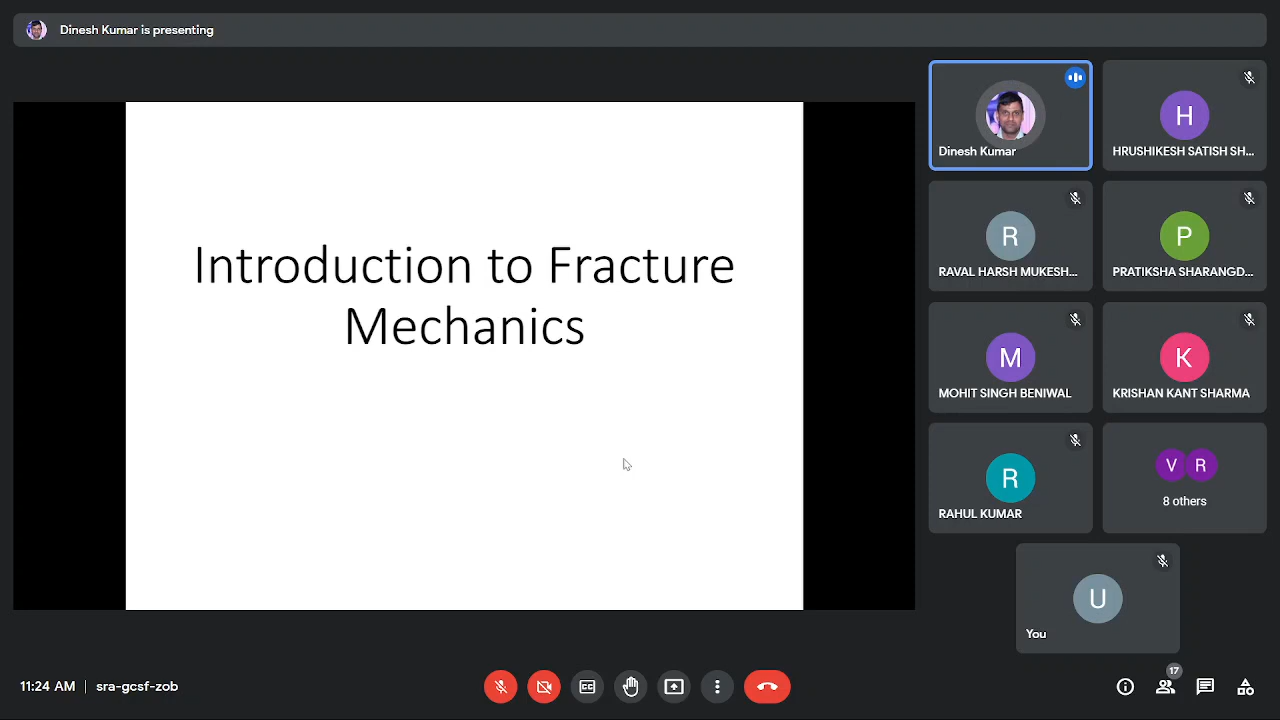 Dinesh Kumar is presenting
Introduction to Fracture
Mechanics
Dinesh Kumar
H
HRUSHIKESH SATISH SH...
R
RAVAL HARSH MUKESH...
P
PRATIKSHA SHARANGD...
M
MOHIT SINGH BENIWAL
K
KRISHAN KANT SHARMA
R
RAHUL KUMAR
V R
8 others
U
You
11:24 AM | sra-gcsf-zob
CC
17